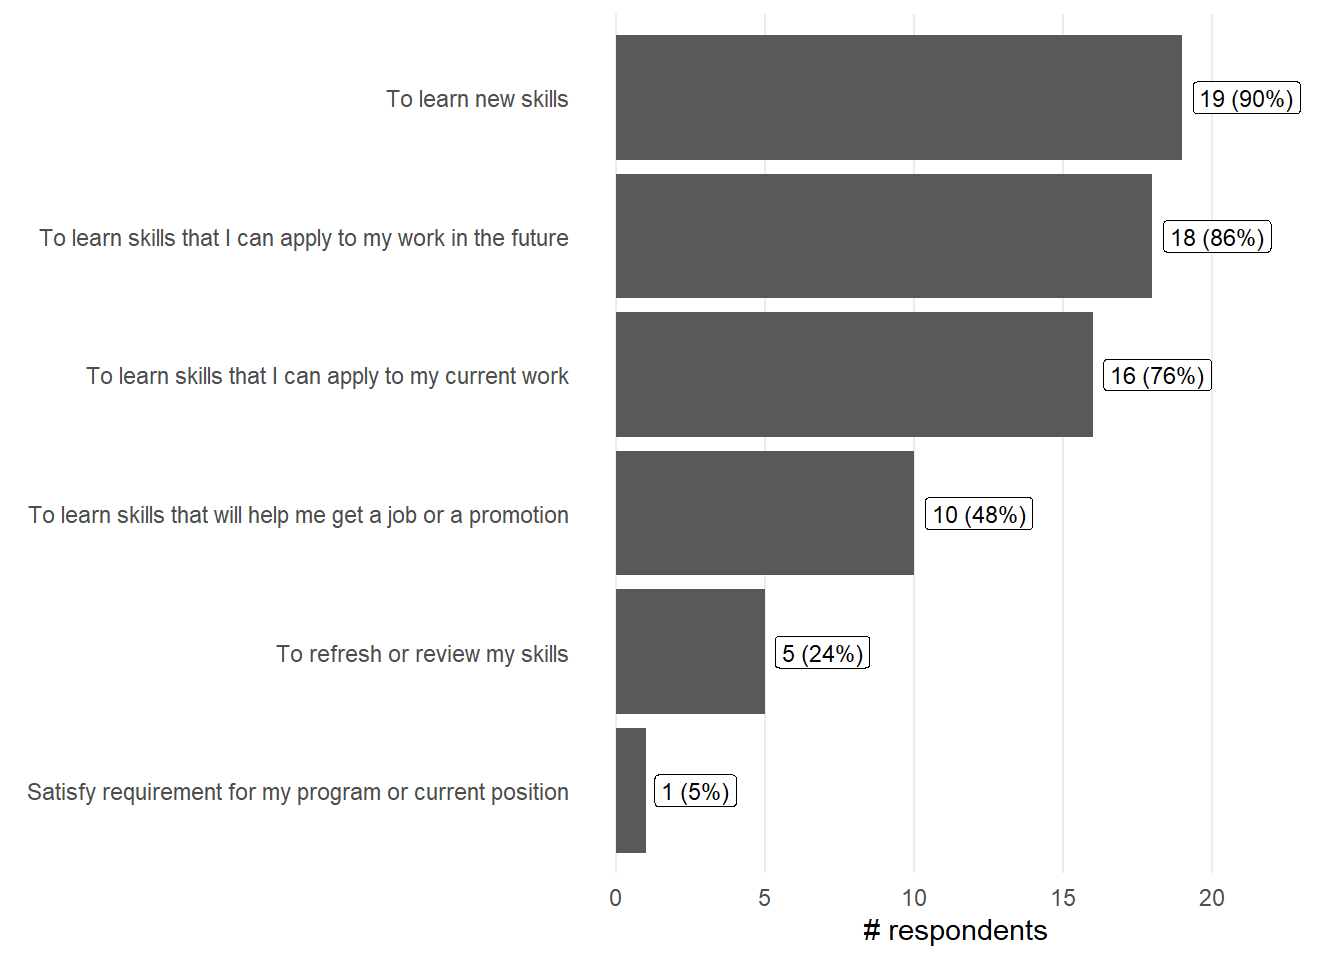 To learn new skills
19 (90%)
To learn skills that I can apply to my work in the future
18 (86%)
To learn skills that I can apply to my current work
16 (76%)
To learn skills that will help me get a job or a promotion
10 (48%)
To refresh or review my skills
5 (24%)
Satisfy requirement for my program or current position
1 (5%)
0 5 10 15 20
# respondents